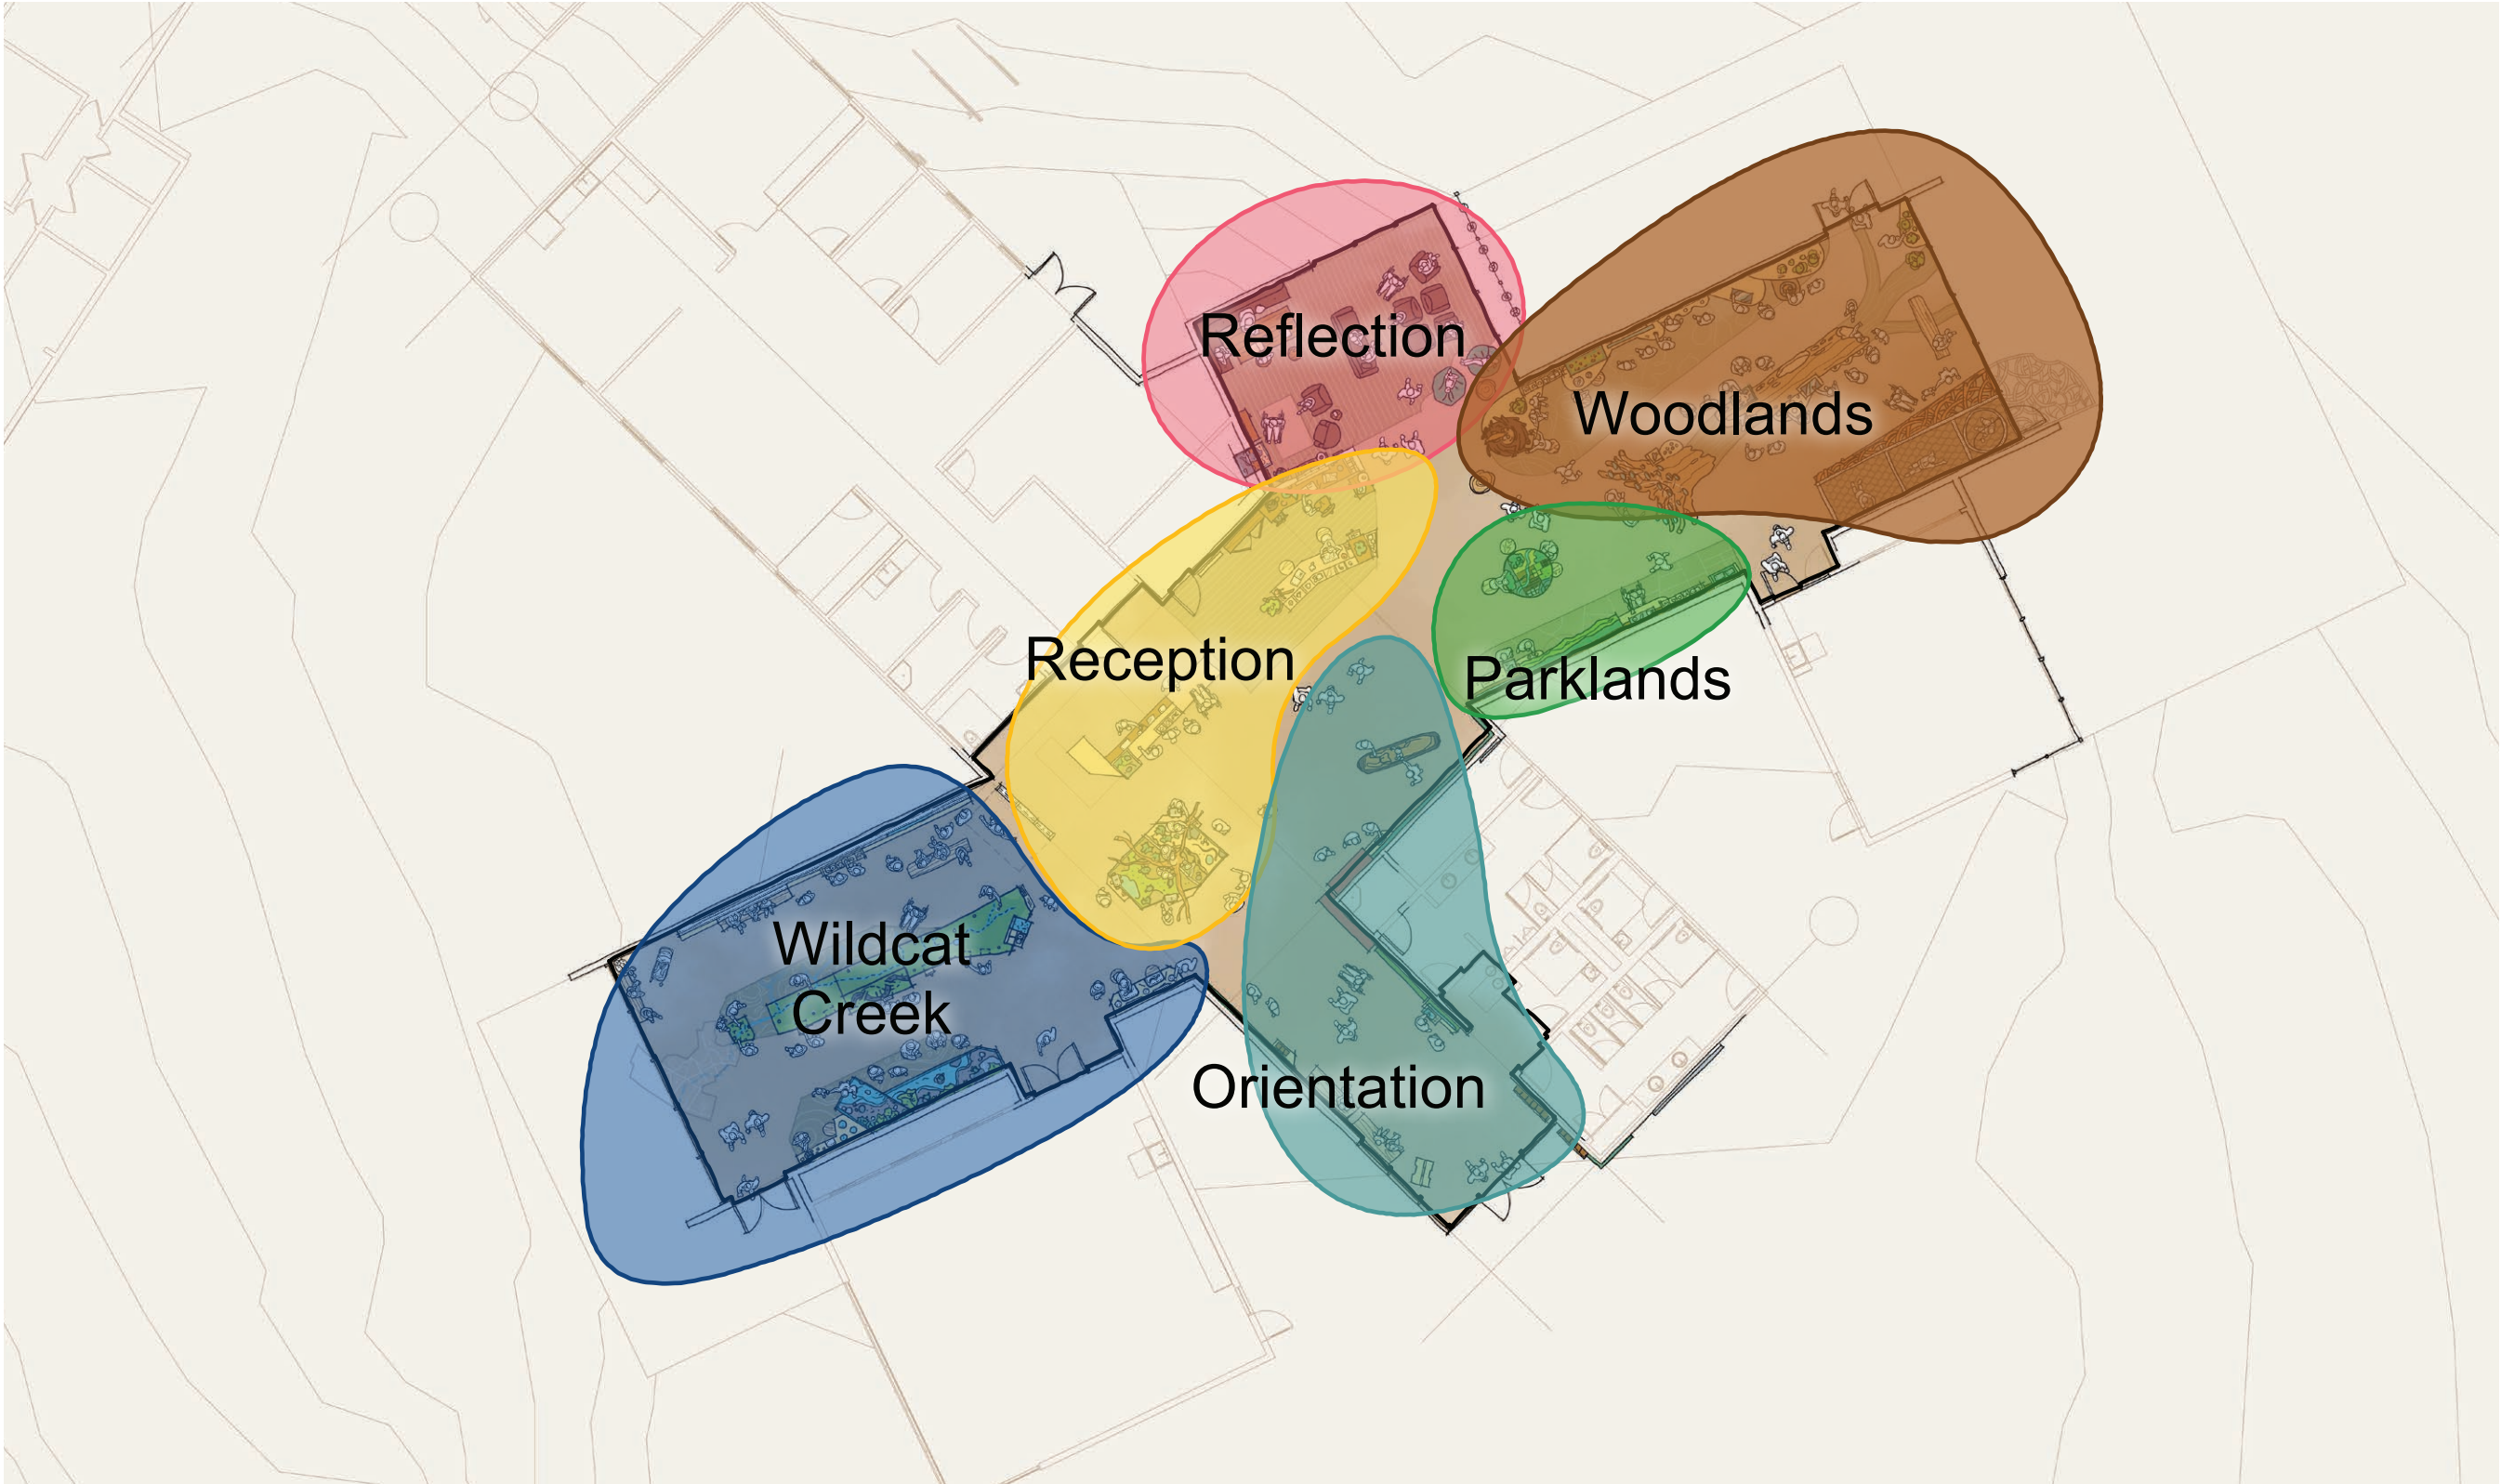 Reflection
Woodlands
Reception
Parklands
Wildcat
Creek
Orientation